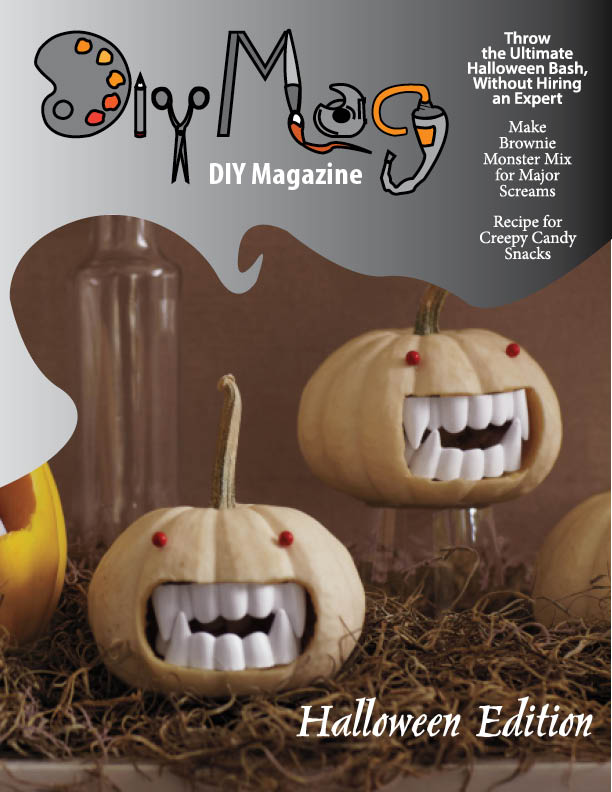 DiyMag
DIY Magazine
Throw
the Ultimate
Halloween Bash,
Without Hiring
an Expert
Make
Brownie
Monster Mix
for Major
Screams
Recipe for
Creepy Candy
Snacks
Halloween Edition